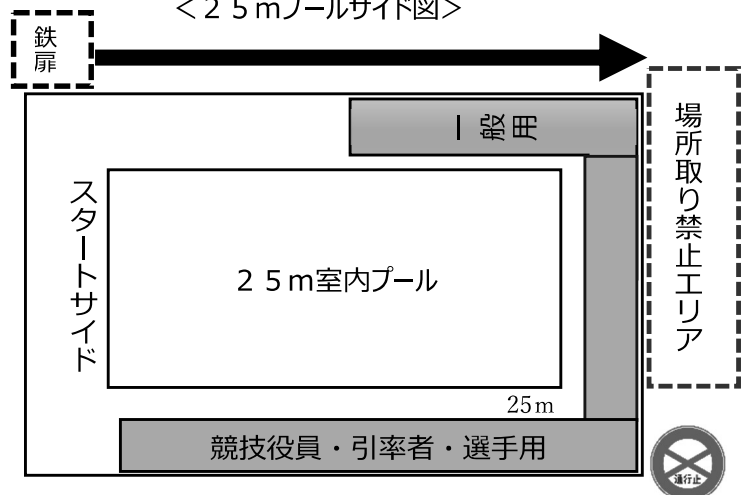 <２５ｍプールサイド図>
鉄扉
一般用
場所取り禁止エリア
スタートサイド
２５ｍ室内プール
25m
競技役員・引率者・選手用
進行止